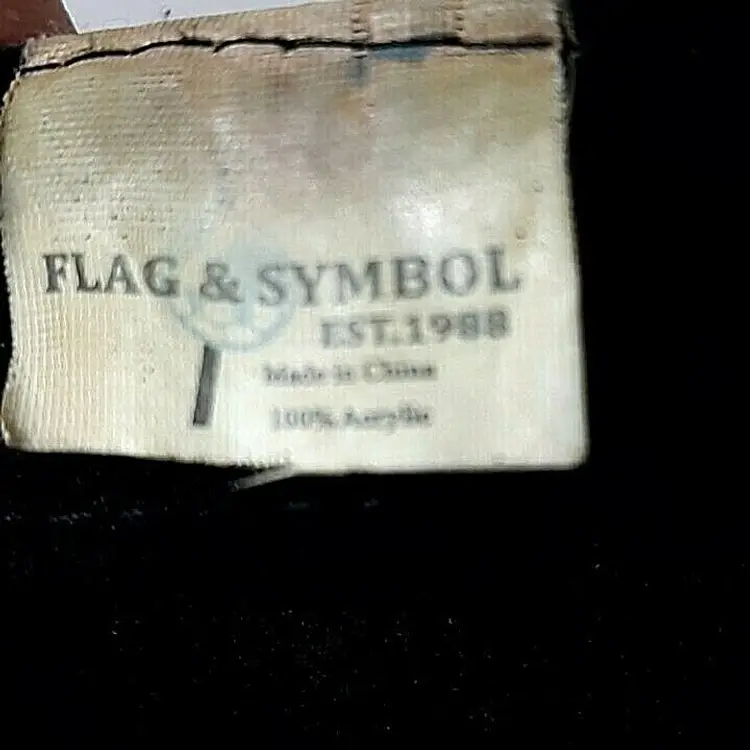 FLAG & SYMBOL
EST.1988
Made in China
100% Acrylic